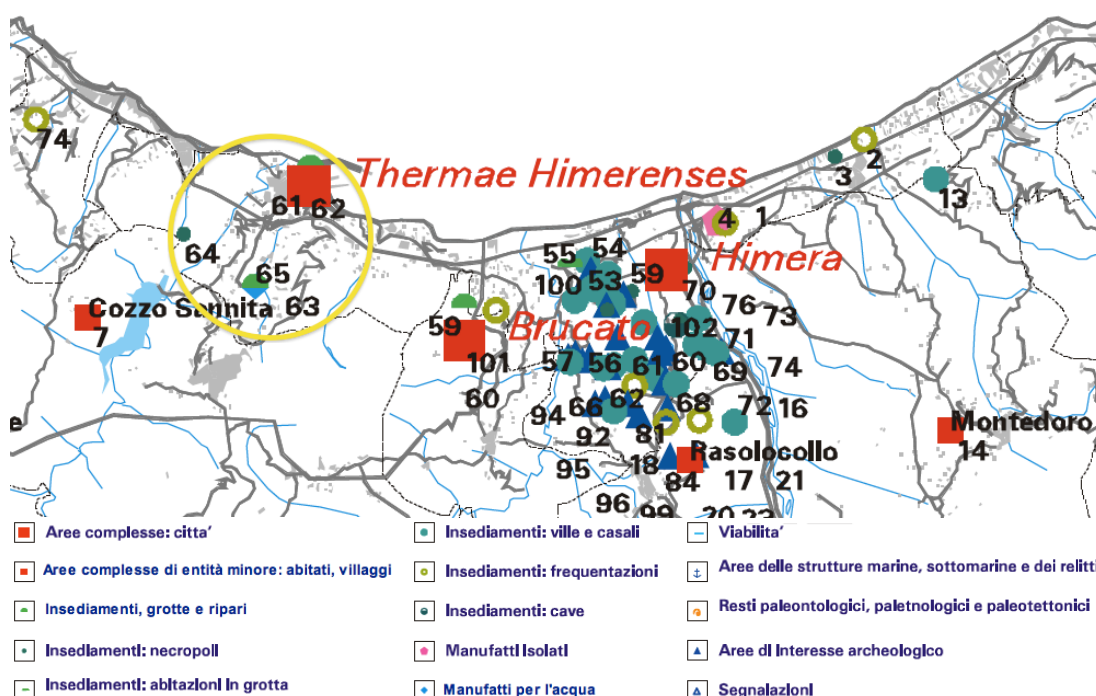 74
2
3
13
Thermae Himerenses
61 62
4 1
64
55 54
Himera
65
100 53 59
70
Cozzo Sannita
63
76 73
7
59
Brucato
102
71
101
57 56 61 60
69 74
60
e
62
94 66
68
72 16
Montedoro
92
81
Rasolocollo
14
95
18
84
17 21
96
99
20 23
Aree complesse: citta'
Aree complesse di entità minore: abitati, villaggi
Insediamenti, grotte e ripari
Insediamenti: necropoli
Insediamenti: abitazioni in grotta
Insediamenti: ville e casali
Insediamenti: frequentazioni
Insediamenti: cave
Manufatti isolati
Manufatti per l'acqua
Viabilita'
Aree delle strutture marine, sottomarine e dei relitti
Resti paleontologici, paletnologici e paleotettonici
Aree di interesse archeologico
Segnalazioni